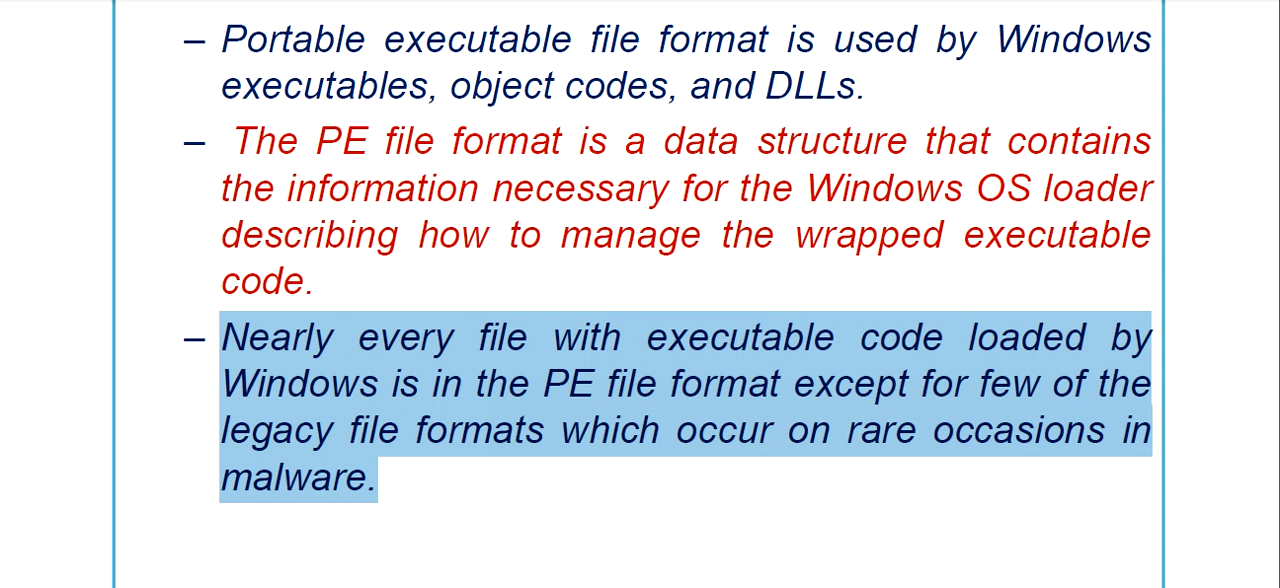 – Portable executable file format is used by Windows
executables, object codes, and DLLs.
– The PE file format is a data structure that contains
the information necessary for the Windows OS loader
describing how to manage the wrapped executable
code.
– Nearly every file with executable code loaded by
Windows is in the PE file format except for few of the
legacy file formats which occur on rare occasions in
malware.